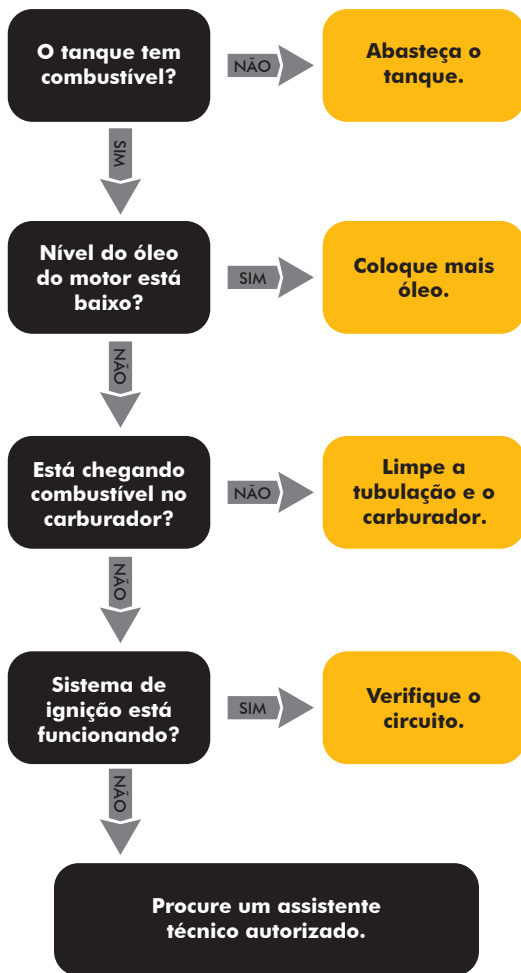 O tanque tem
combustível?
NÃO
Abasteça o
tanque.
SIM
Nível do óleo
do motor está
baixo?
SIM
Coloque mais
óleo.
NÃO
Está chegando
combustível no
carburador?
NÃO
Limpe a
tubulação e o
carburador.
NÃO
Sistema de
ignição está
funcionando?
SIM
Verifique o
circuito.
NÃO
Procure um assistente
técnico autorizado.